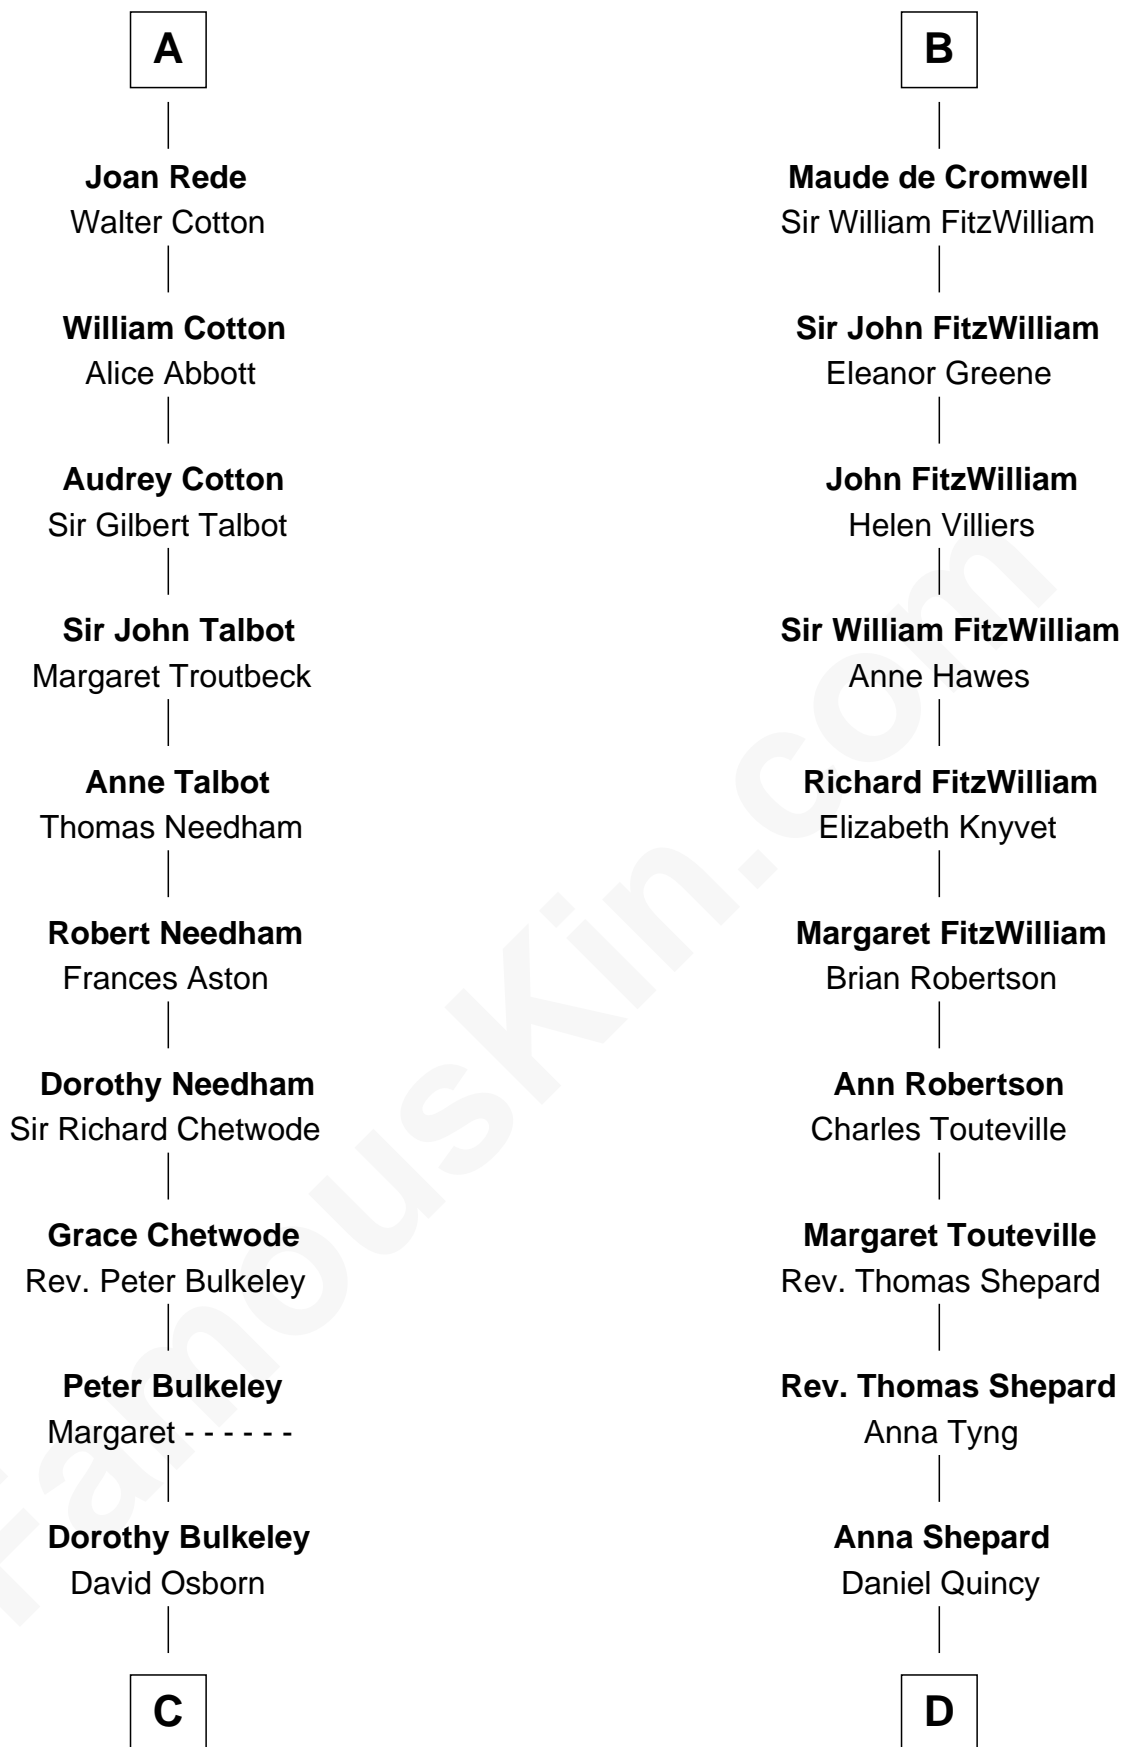 A
Joan Rede
Walter Cotton
William Cotton
Alice Abbott
Audrey Cotton
Sir Gilbert Talbot
Sir John Talbot
Margaret Troutbeck
Anne Talbot
Thomas Needham
Robert Needham
Frances Aston
Dorothy Needham
Sir Richard Chetwode
Grace Chetwode
Rev. Peter Bulkeley
Peter Bulkeley
Margaret - - - - - -
Dorothy Bulkeley
David Osborn
C
B
Maude de Cromwell
Sir William FitzWilliam
Sir John FitzWilliam
Eleanor Greene
John FitzWilliam
Helen Villiers
Sir William FitzWilliam
Anne Hawes
Richard FitzWilliam
Elizabeth Knyvet
Margaret FitzWilliam
Brian Robertson
Ann Robertson
Charles Touteville
Margaret Touteville
Rev. Thomas Shepard
Rev. Thomas Shepard
Anna Tyng
Anna Shepard
Daniel Quincy
D
FamousKin.com